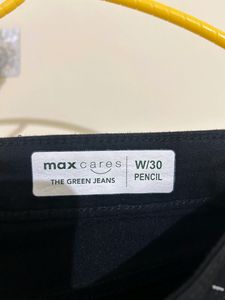 max cares
THE GREEN JEANS
W/30
PENCIL